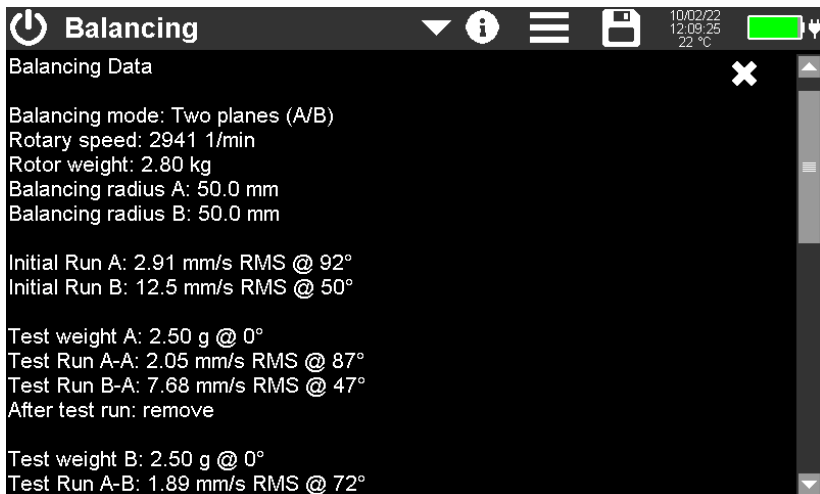 Balancing
10/02/22
12:09:25
22 °C
Balancing Data
Balancing mode: Two planes (A/B)
Rotary speed: 2941 1/min
Rotor weight: 2.80 kg
Balancing radius A: 50.0 mm
Balancing radius B: 50.0 mm
Initial Run A: 2.91 mm/s RMS @ 92°
Initial Run B: 12.5 mm/s RMS @ 50°
Test weight A: 2.50 g @ 0°
Test Run A-A: 2.05 mm/s RMS @ 87°
Test Run B-A: 7.68 mm/s RMS @ 47°
After test run: remove
Test weight B: 2.50 g @ 0°
Test Run A-B: 1.89 mm/s RMS @ 72°